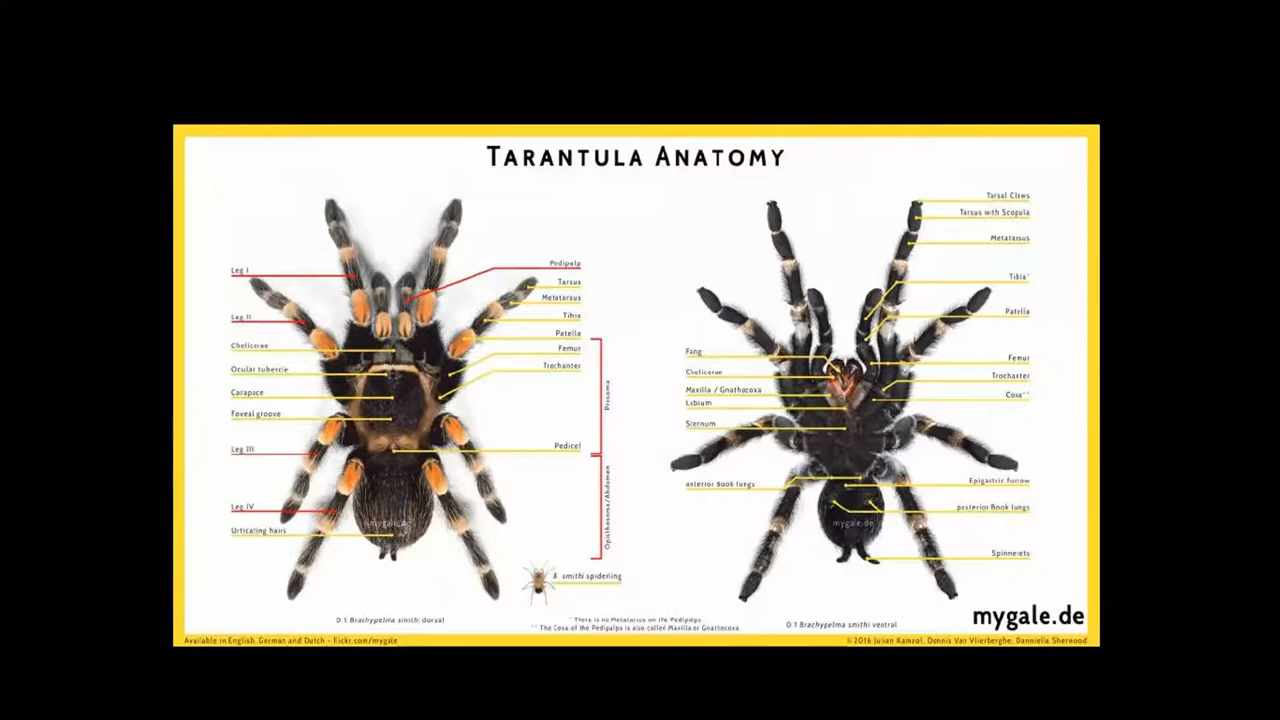 TARANTULA ANATOMY
Leg I
Leg II
Chelicerae
Ocular tubercle
Carapace
Foveal groove
Leg III
Leg IV
Urticating hairs
Pedipalp
Tarsus
Metatarsus
Tibia
Patella
Femur
Trochanter
Pedicel
Prosoma
Opisthosoma/Abdomen
mygale.de
B. smithi spiderling
0.1 Brachypelma smithi dorsal
Fang
Chelicerae
Maxilla / Gnathocoxa
Labium
Sternum
anterior Book lungs
Tarsal Claws
Tarsus with Scopula
Metatarsus
Tibia*
Patella
Femur
Trochanter
Coxa**
Epigastric furrow
posterior Book lungs
Spinnerets
mygale.de
* There is no Metatarsus on the Pedipalps
** The Coxa of the Pedipalps is also called Maxilla or Gnathocoxa
0.1 Brachypelma smithi ventral
mygale.de
Available in English, German and Dutch - flickr.com/mygale
© 2016 Julian Kamzol, Dennis Van Vlierberghe, Danniella Sherwood